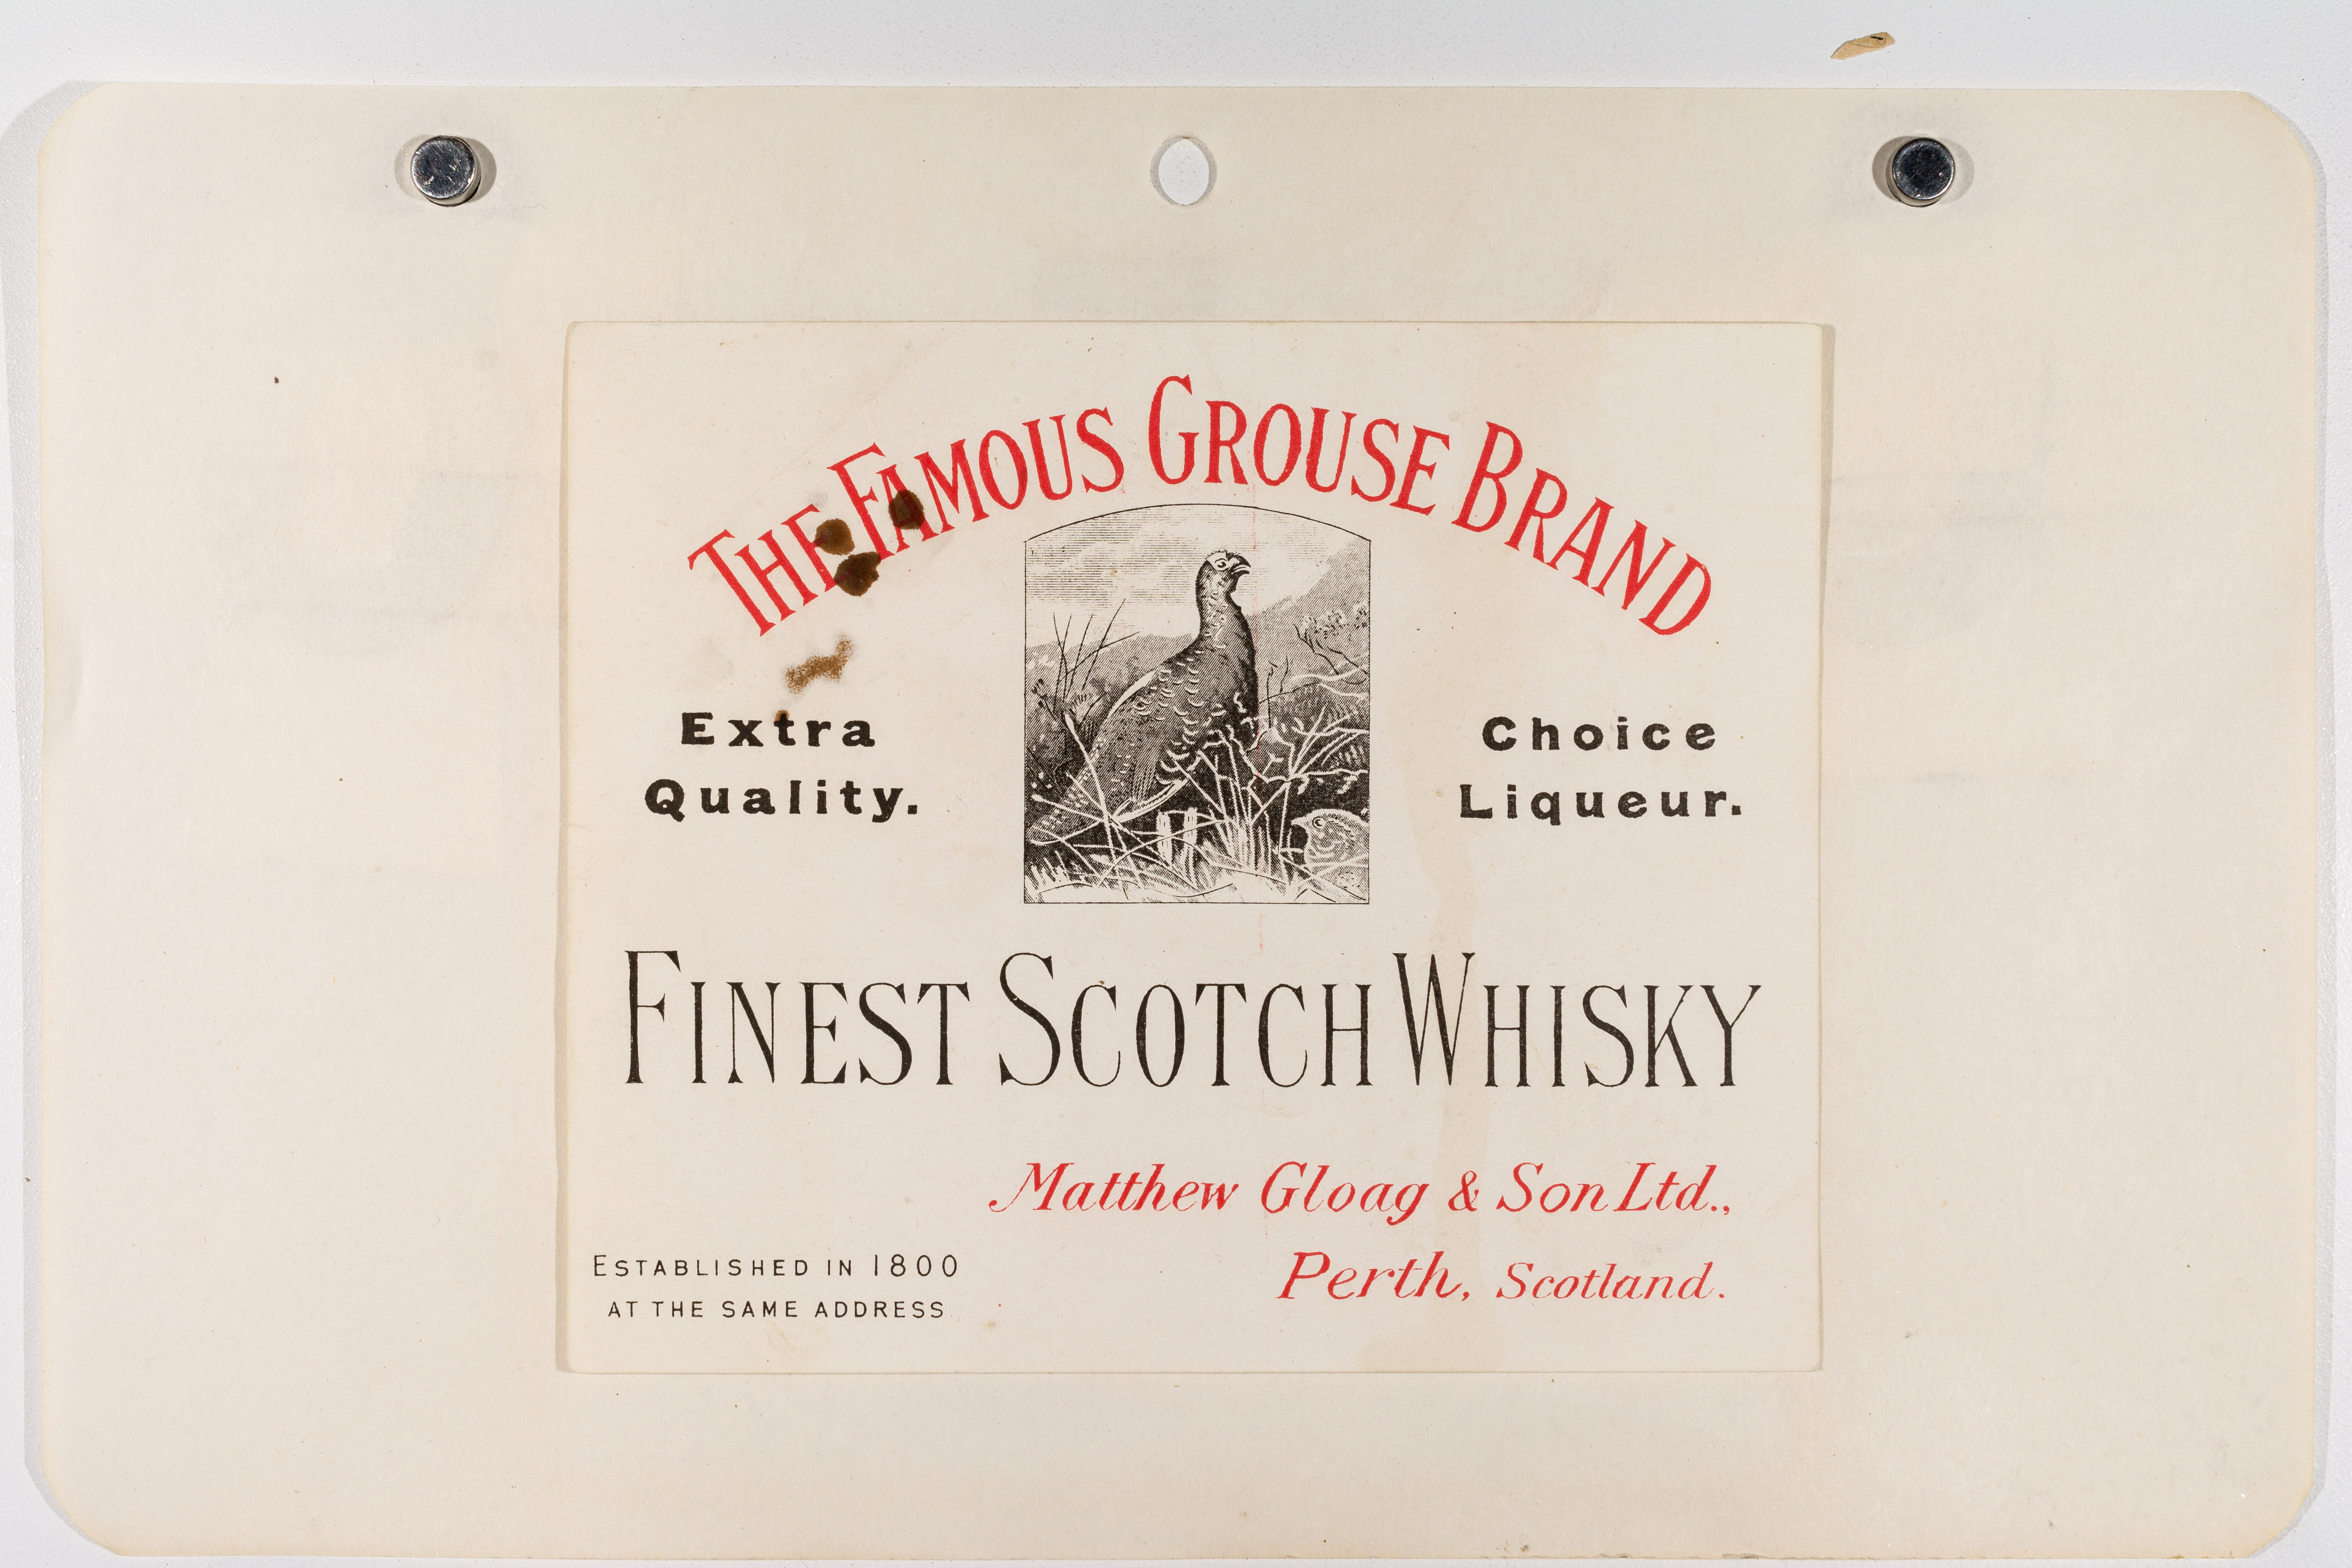 The Famous Grouse Brand
Extra
Quality.
Choice
Liqueur.
Finest Scotch Whisky
Matthew Gloag & Son Ltd.,
Perth, Scotland.
Established in 1800
at the same address